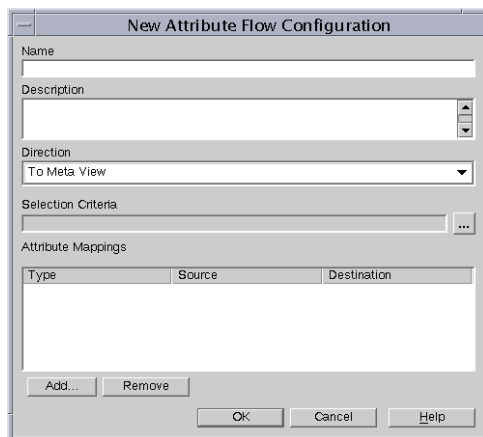 New Attribute Flow Configuration
Name
Description
Direction
To Meta View
Selection Criteria
...
Attribute Mappings
Type Source Destination
Add... Remove
OK Cancel Help